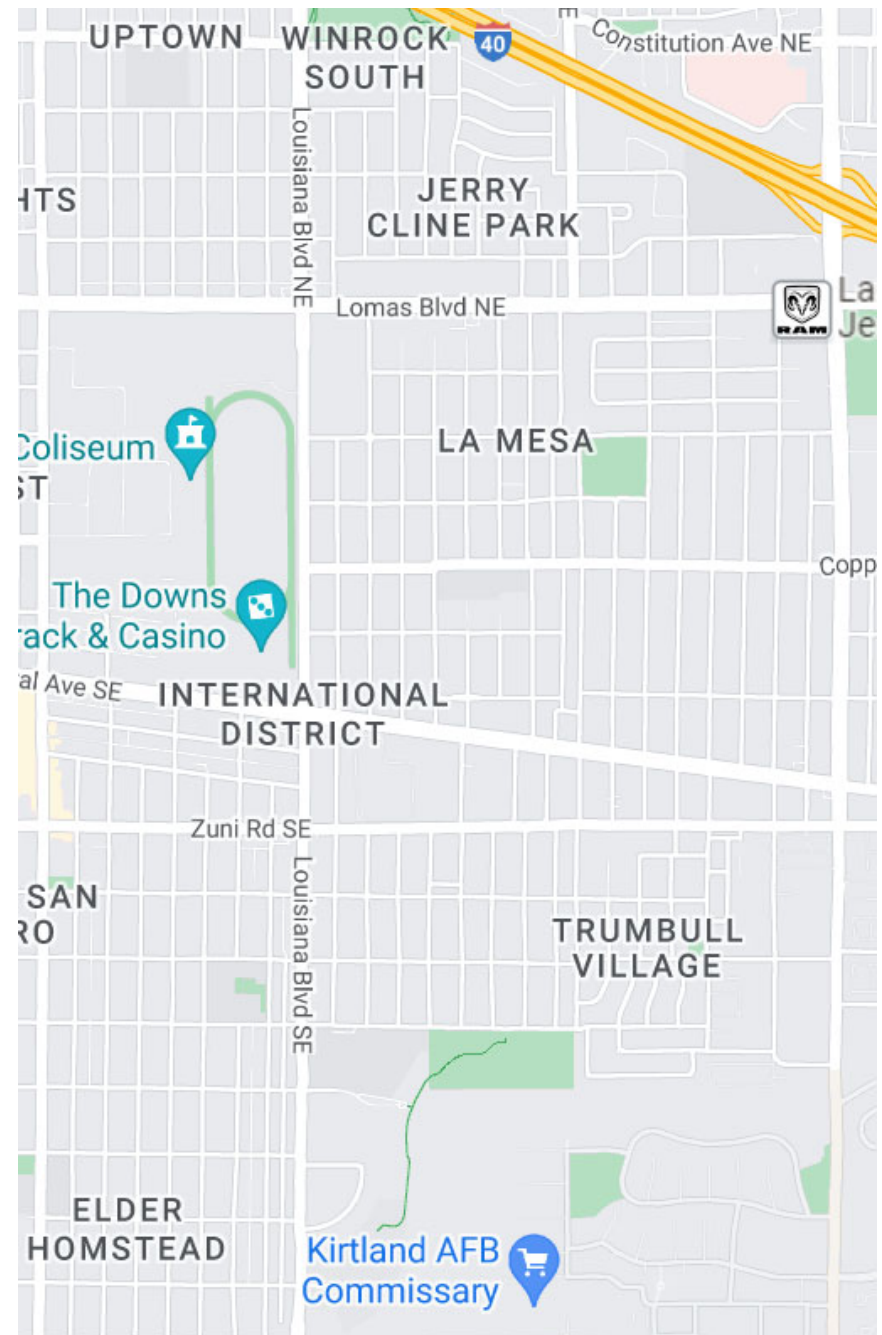 UPTOWN
WINROCK
SOUTH
40
E
Constitution Ave NE
Louisiana Blvd NE
HTS
JERRY
CLINE PARK
Lomas Blvd NE
RAM
La
Je
Coliseum
ST
LA MESA
Copp
The Downs
rack & Casino
al Ave SE
INTERNATIONAL
DISTRICT
Zuni Rd SE
Louisiana Blvd SE
SAN
RO
TRUMBULL
VILLAGE
ELDER
HOMSTEAD
Kirtland AFB
Commissary